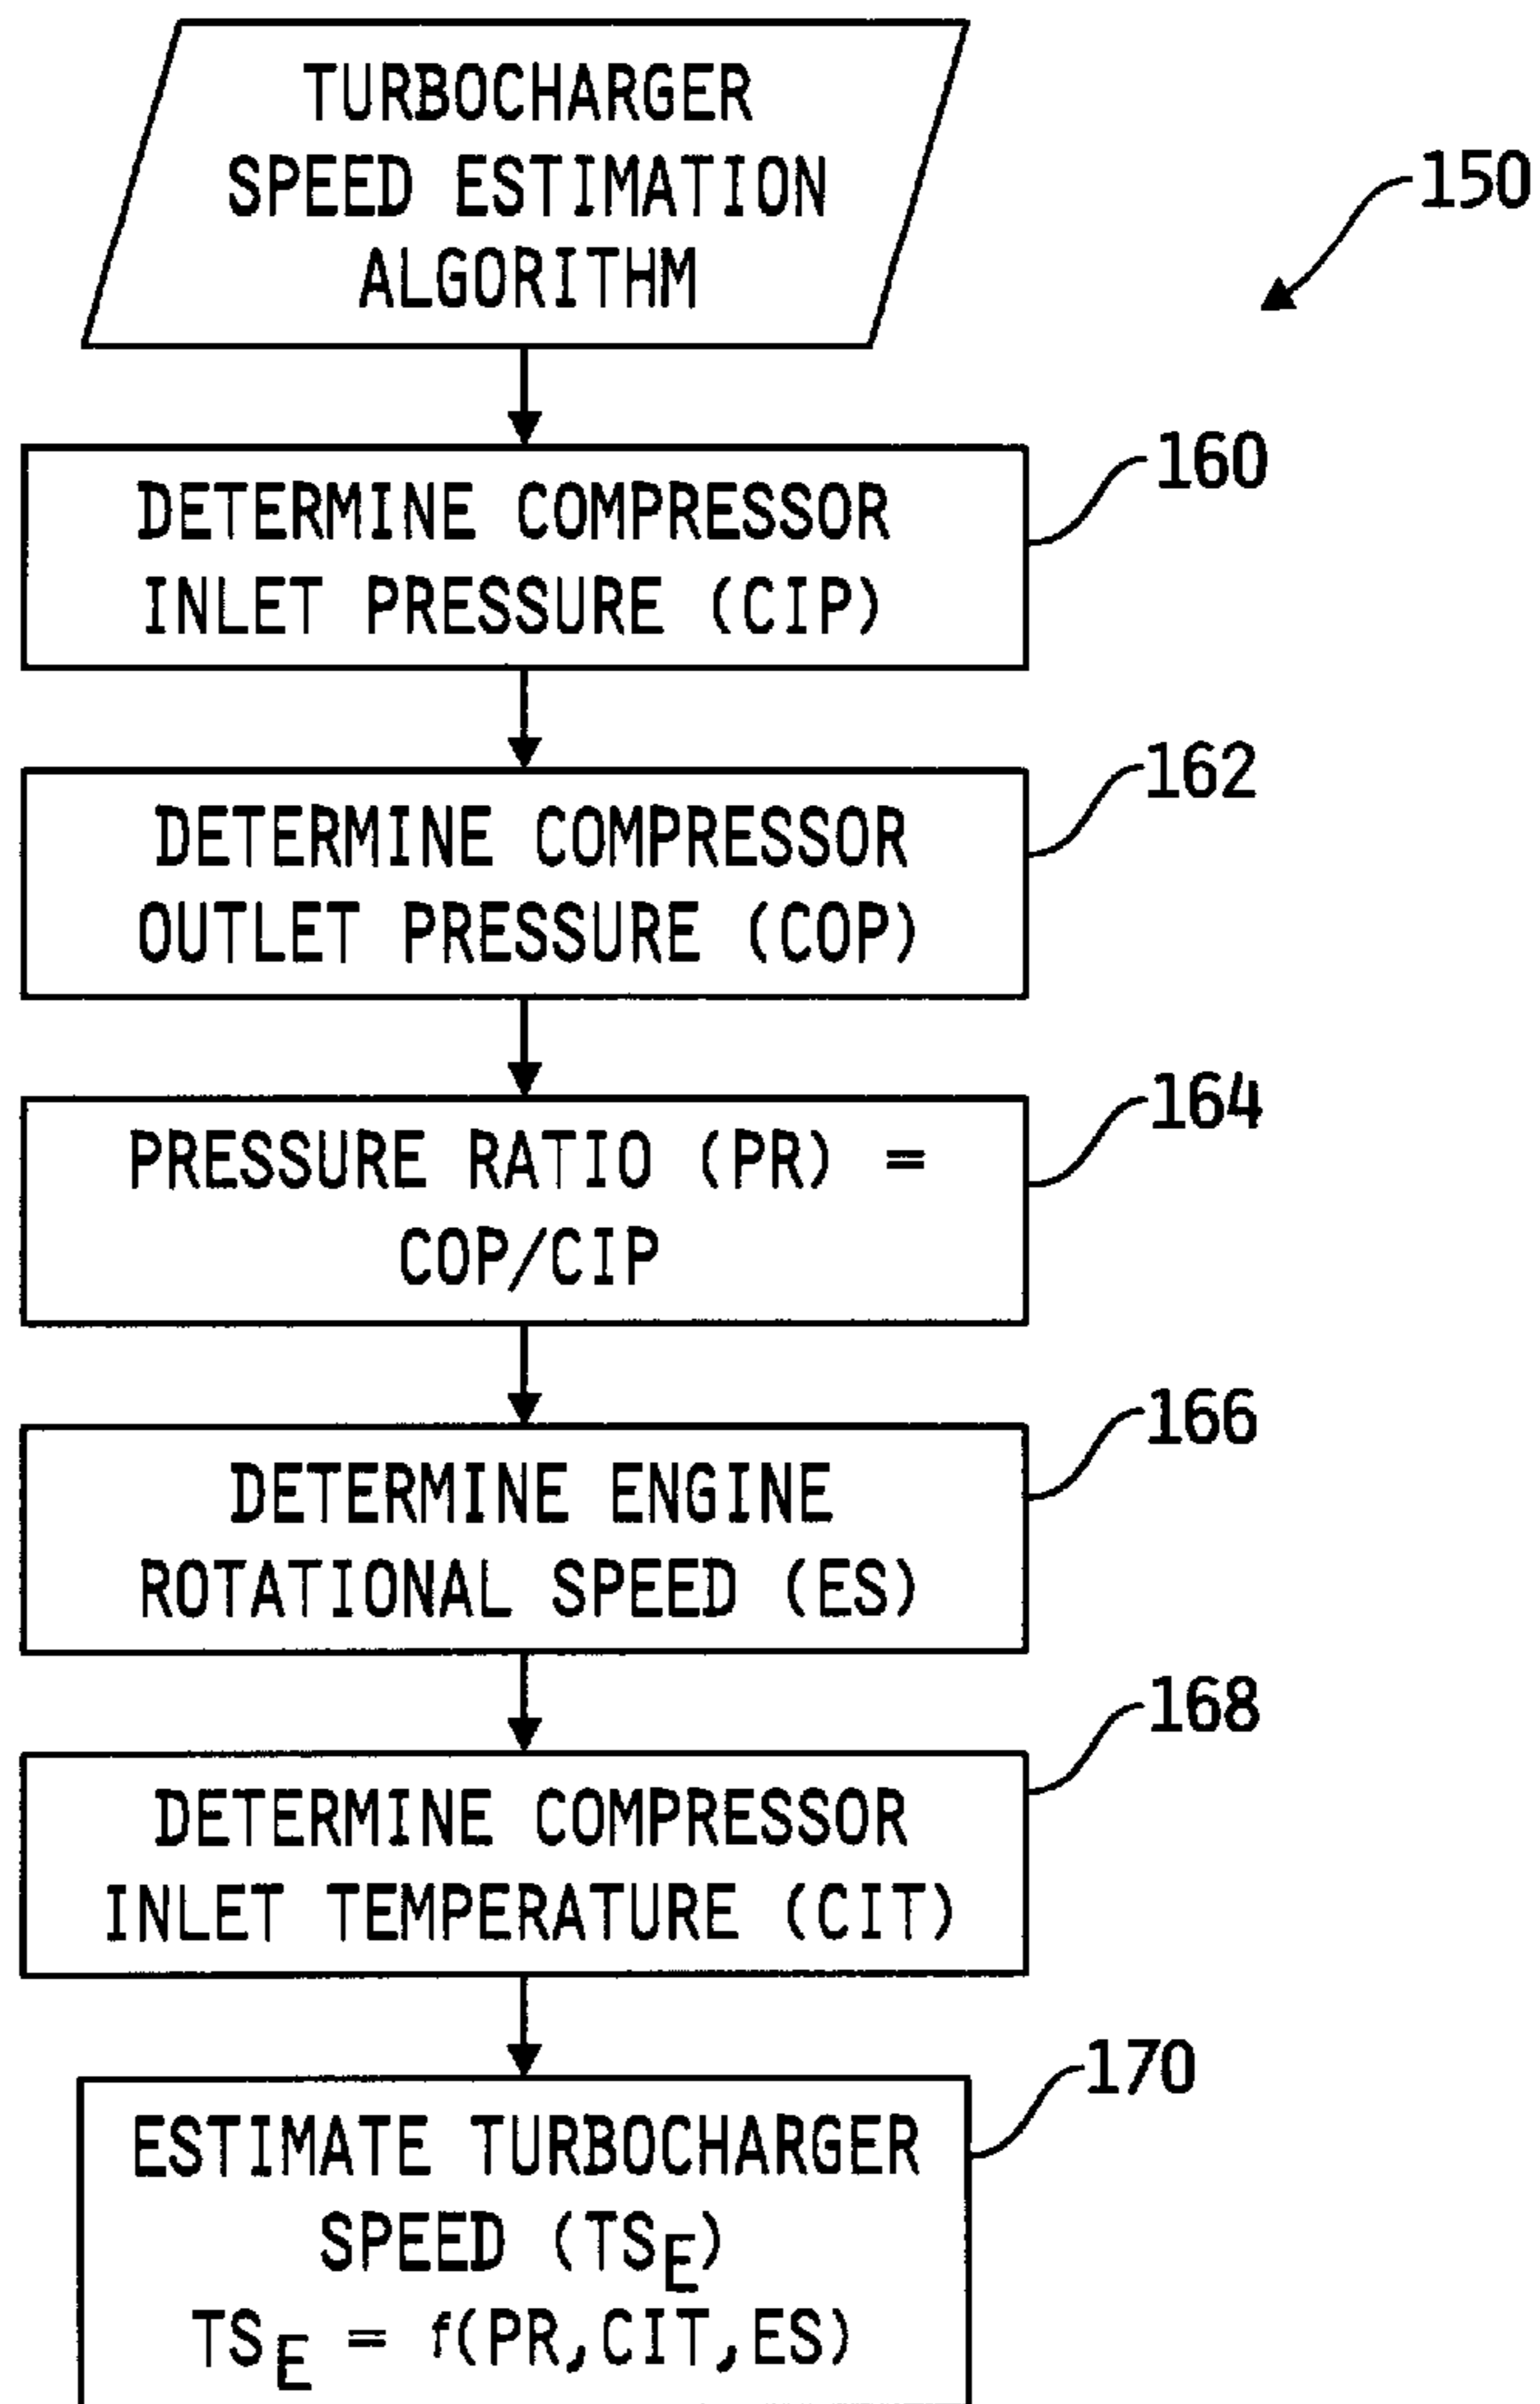 TURBOCHARGER
SPEED ESTIMATION
ALGORITHM
150
DETERMINE COMPRESSOR
INLET PRESSURE (CIP)
160
DETERMINE COMPRESSOR
OUTLET PRESSURE (COP)
162
PRESSURE RATIO (PR) =
COP/CIP
164
DETERMINE ENGINE
ROTATIONAL SPEED (ES)
166
DETERMINE COMPRESSOR
INLET TEMPERATURE (CIT)
168
ESTIMATE TURBOCHARGER
SPEED (TSE)
TSE = f(PR,CIT,ES)
170